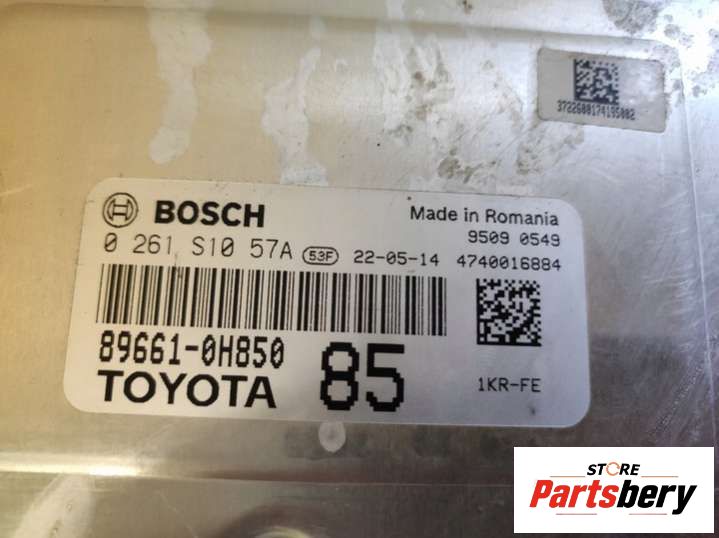 3722600174195002
BOSCH
Made in Romania
95090 0549
0 261 S10 57A 53F 22-05-14 4740016884
89661-0H850
TOYOTA
85
1KR-FE
STORE
Partsbery